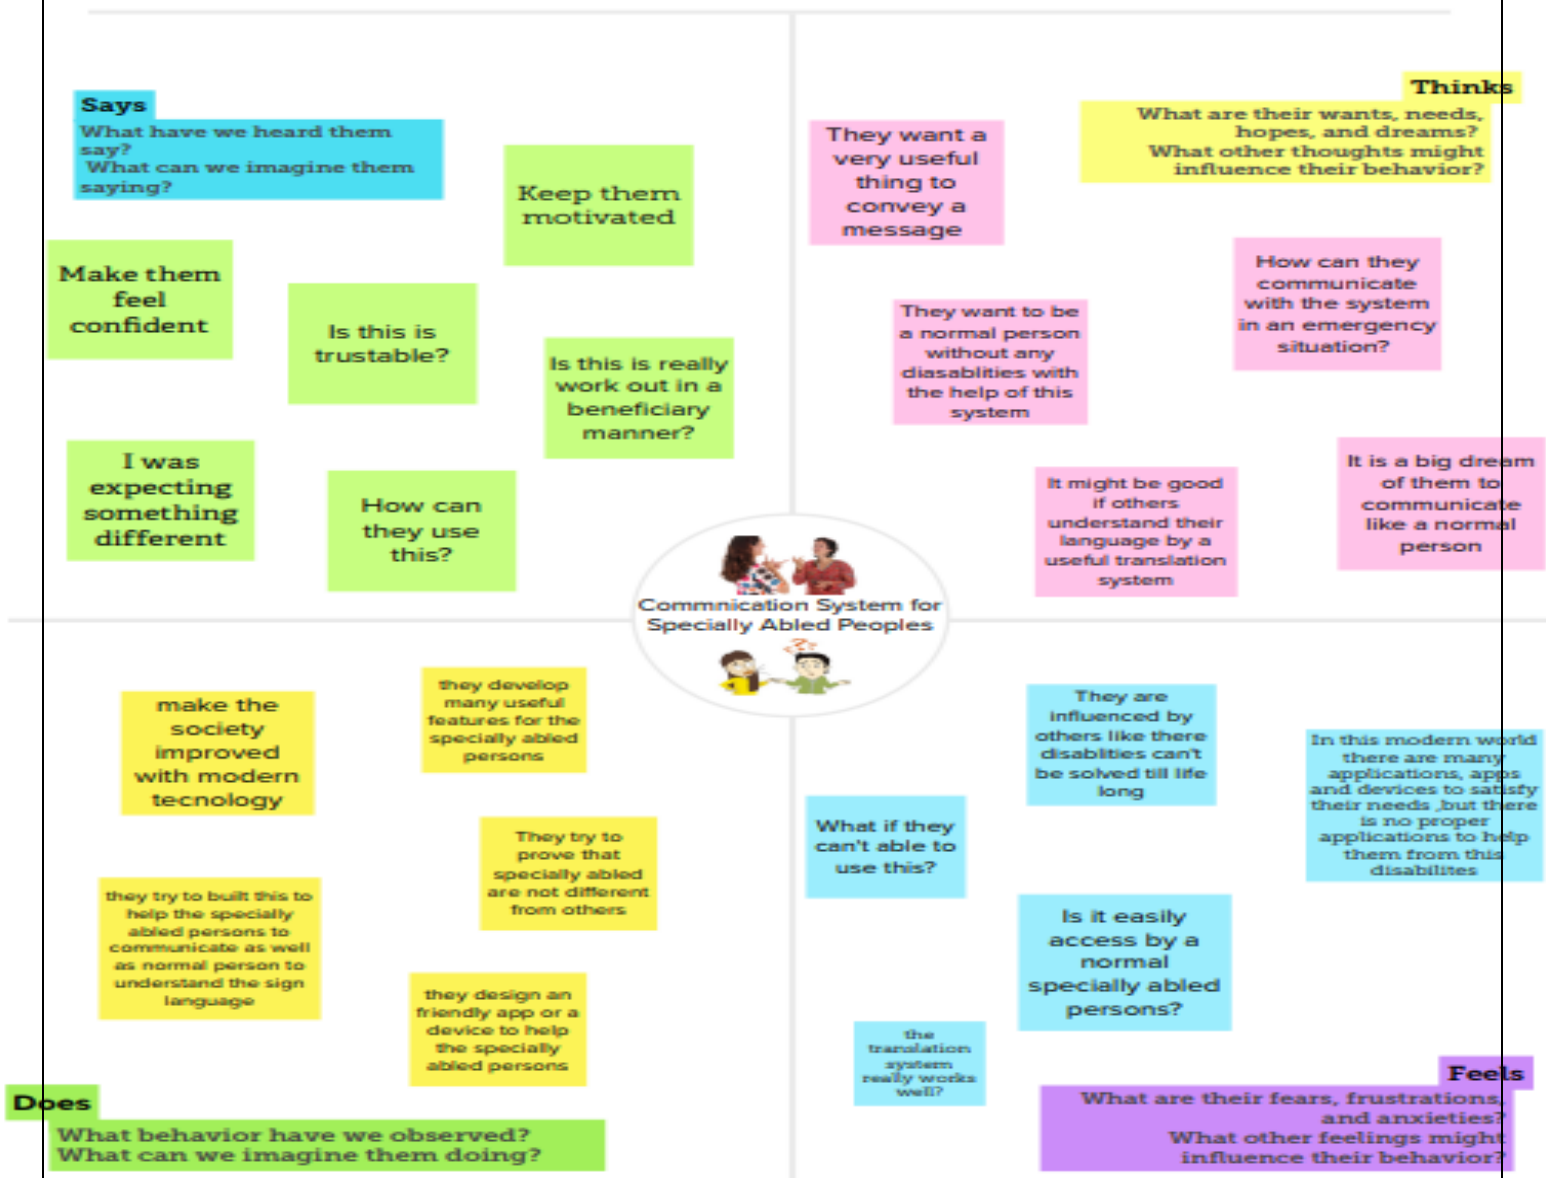 Says
What have we heard them
say?
What can we imagine them
saying?
Keep them
motivated
Make them
feel
confident
Is this is
trustable?
Is this is really
work out in a
beneficiary
manner?
I was
expecting
something
different
How can
they use
this?
Thinks
What are their wants, needs,
hopes, and dreams?
What other thoughts might
influence their behavior?
They want a
very useful
thing to
convey a
message
How can they
communicate
with the system
in an emergency
situation?
They want to be
a normal person
without any
diasablities with
the help of this
system
It is a big dream
of them to
communicate
like a normal
person
It might be good
if others
understand their
language by a
useful translation
system
??
Commnication System for
Specially Abled Peoples
make the
society
improved
with modern
tecnology
they develop
many useful
features for the
specially abled
persons
They try to
prove that
specially abled
are not different
from others
they try to built this to
help the specially
abled persons to
communicate as well
as normal person to
understand the sign
language
they design an
friendly app or a
device to help
the specially
abled persons
Does
What behavior have we observed?
What can we imagine them doing?
They are
influenced by
others like there
disablities can't
be solved till life
long
In this modern world
there are many
applications, apps
and devices to satisfy
their needs ,but there
is no proper
applications to help
them from this
disabilites
What if they
can't able to
use this?
Is it easily
access by a
normal
specially abled
persons?
the
translation
system
really works
well?
Feels
What are their fears, frustrations,
and anxieties?
What other feelings might
influence their behavior?